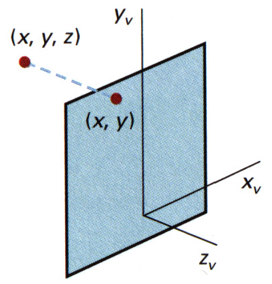 y_v
(x, y, z)
(x, y)
x_v
z_v